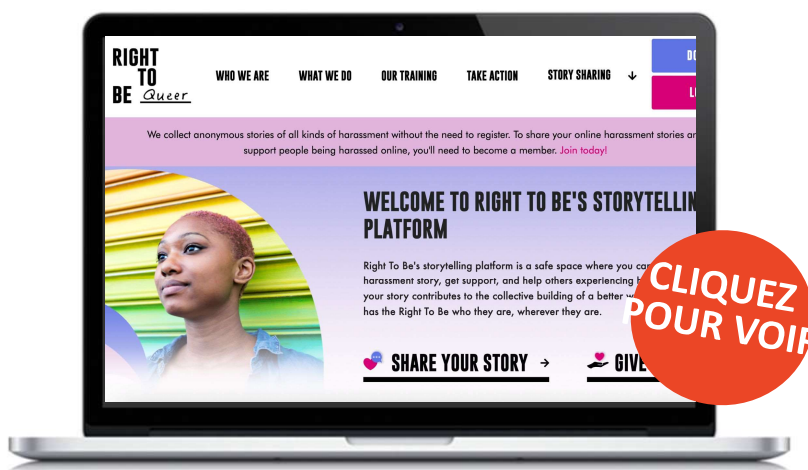 RIGHT
TO
BE Queer
WHO WE ARE
WHAT WE DO
OUR TRAINING
TAKE ACTION
STORY SHARING
We collect anonymous stories of all kinds of harassment without the need to register. To share your online harassment stories
support people being harassed online, you'll need to become a member. Join today!
WELCOME TO RIGHT TO BE'S
PLATFORM
Right To Be's storytelling platform is a safe space where you
harassment story, get support, and help others experiencing
your story contributes to the collective building of a better
has the Right To Be who they are, wherever they are.
SHARE YOUR STORY →
GIVE
CLIQUEZ
POUR VOIR